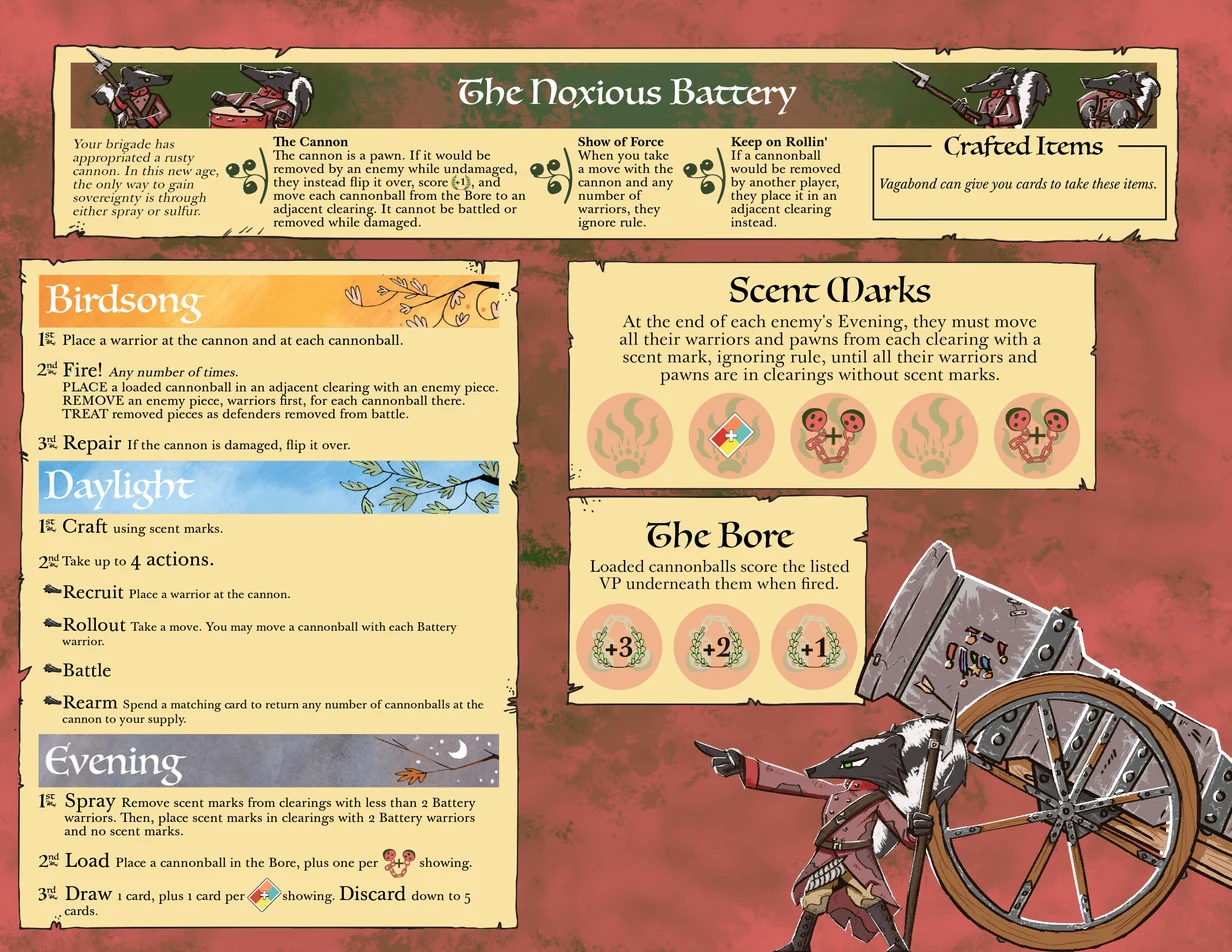 The Noxious Battery
Your brigade has
appropriated a rusty
cannon. In this new age,
the only way to gain
sovereignty is through
either spray or sulfur.
The Cannon
The cannon is a pawn. If it would be
removed by an enemy while undamaged,
they instead flip it over, score +1, and
move each cannonball from the Bore to an
adjacent clearing. It cannot be battled or
removed while damaged.
Show of Force
When you take
a move with the
cannon and any
number of
warriors, they
ignore rule.
Keep on Rollin'
If a cannonball
would be removed
by another player,
they place it in an
adjacent clearing
instead.
Crafted Items
Vagabond can give you cards to take these items.
Birdsong
1st Place a warrior at the cannon and at each cannonball.
2nd Fire! Any number of times.
PLACE a loaded cannonball in an adjacent clearing with an enemy piece.
REMOVE an enemy piece, warriors first, for each cannonball there.
TREAT removed pieces as defenders removed from battle.
3rd Repair If the cannon is damaged, flip it over.
Daylight
1st Craft using scent marks.
2nd Take up to 4 actions.
Recruit Place a warrior at the cannon.
Rollout Take a move. You may move a cannonball with each Battery
warrior.
Battle
Rearm Spend a matching card to return any number of cannonballs at the
cannon to your supply.
Evening
1st Spray Remove scent marks from clearings with less than 2 Battery
warriors. Then, place scent marks in clearings with 2 Battery warriors
and no scent marks.
2nd Load Place a cannonball in the Bore, plus one per + showing.
3rd Draw 1 card, plus 1 card per + showing. Discard down to 5
cards.
Scent Marks
At the end of each enemy's Evening, they must move
all their warriors and pawns from each clearing with a
scent mark, ignoring rule, until all their warriors and
pawns are in clearings without scent marks.
+ + +
The Bore
Loaded cannonballs score the listed
VP underneath them when fired.
+3 +2 +1